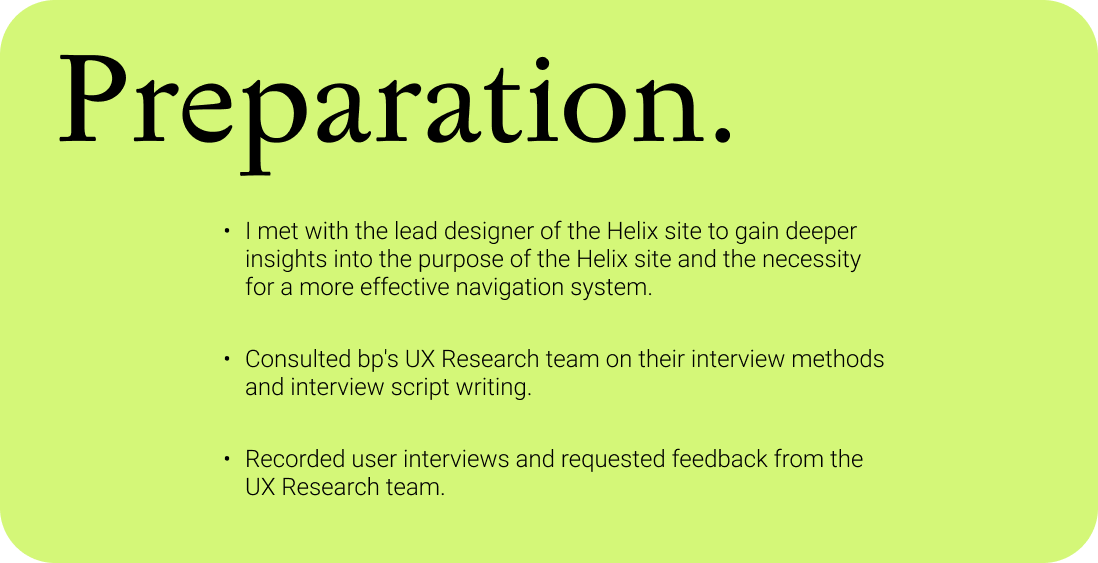 Preparation.
• I met with the lead designer of the Helix site to gain deeper
insights into the purpose of the Helix site and the necessity
for a more effective navigation system.
• Consulted bp's UX Research team on their interview methods
and interview script writing.
• Recorded user interviews and requested feedback from the
UX Research team.